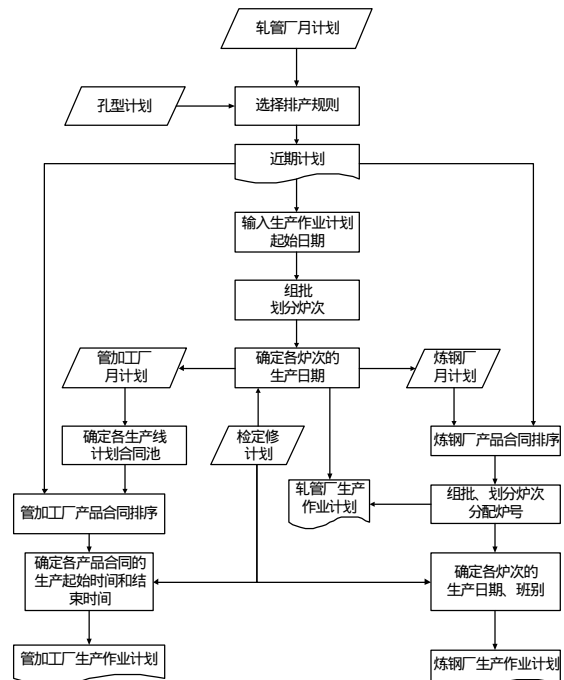 轧管厂月计划
孔型计划
选择排产规则
近期计划
输入生产作业计划
起始日期
组批
划分炉次
管加工厂
月计划
确定各炉次的
生产日期
炼钢厂
月计划
确定各生产线
计划合同池
检定修
计划
炼钢厂产品合同排序
轧管厂生产
作业计划
管加工厂产品合同排序
组批、划分炉次
分配炉号
确定各产品合同的
生产起始时间和结
束时间
确定各炉次的
生产日期、班别
管加工厂生产作业计划
炼钢厂生产作业计划